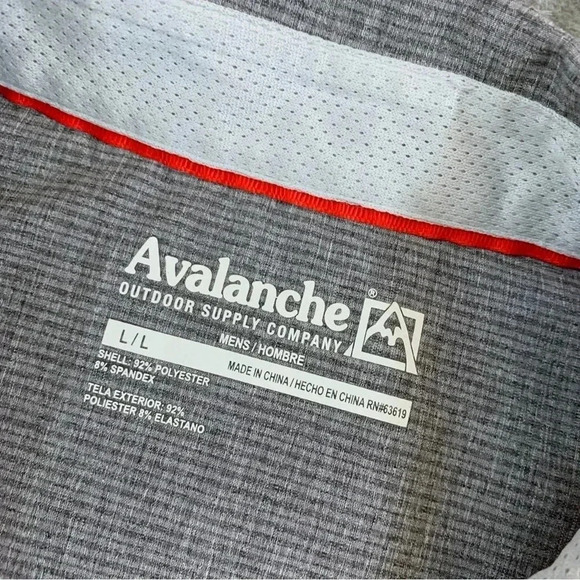 Avalanche®
OUTDOOR SUPPLY COMPANY
MENS / HOMBRE
L / L
MADE IN CHINA / HECHO EN CHINA RN#63619
SHELL: 92% POLYESTER
8% SPANDEX
TELA EXTERIOR: 92%
POLIESTER 8% ELASTANO